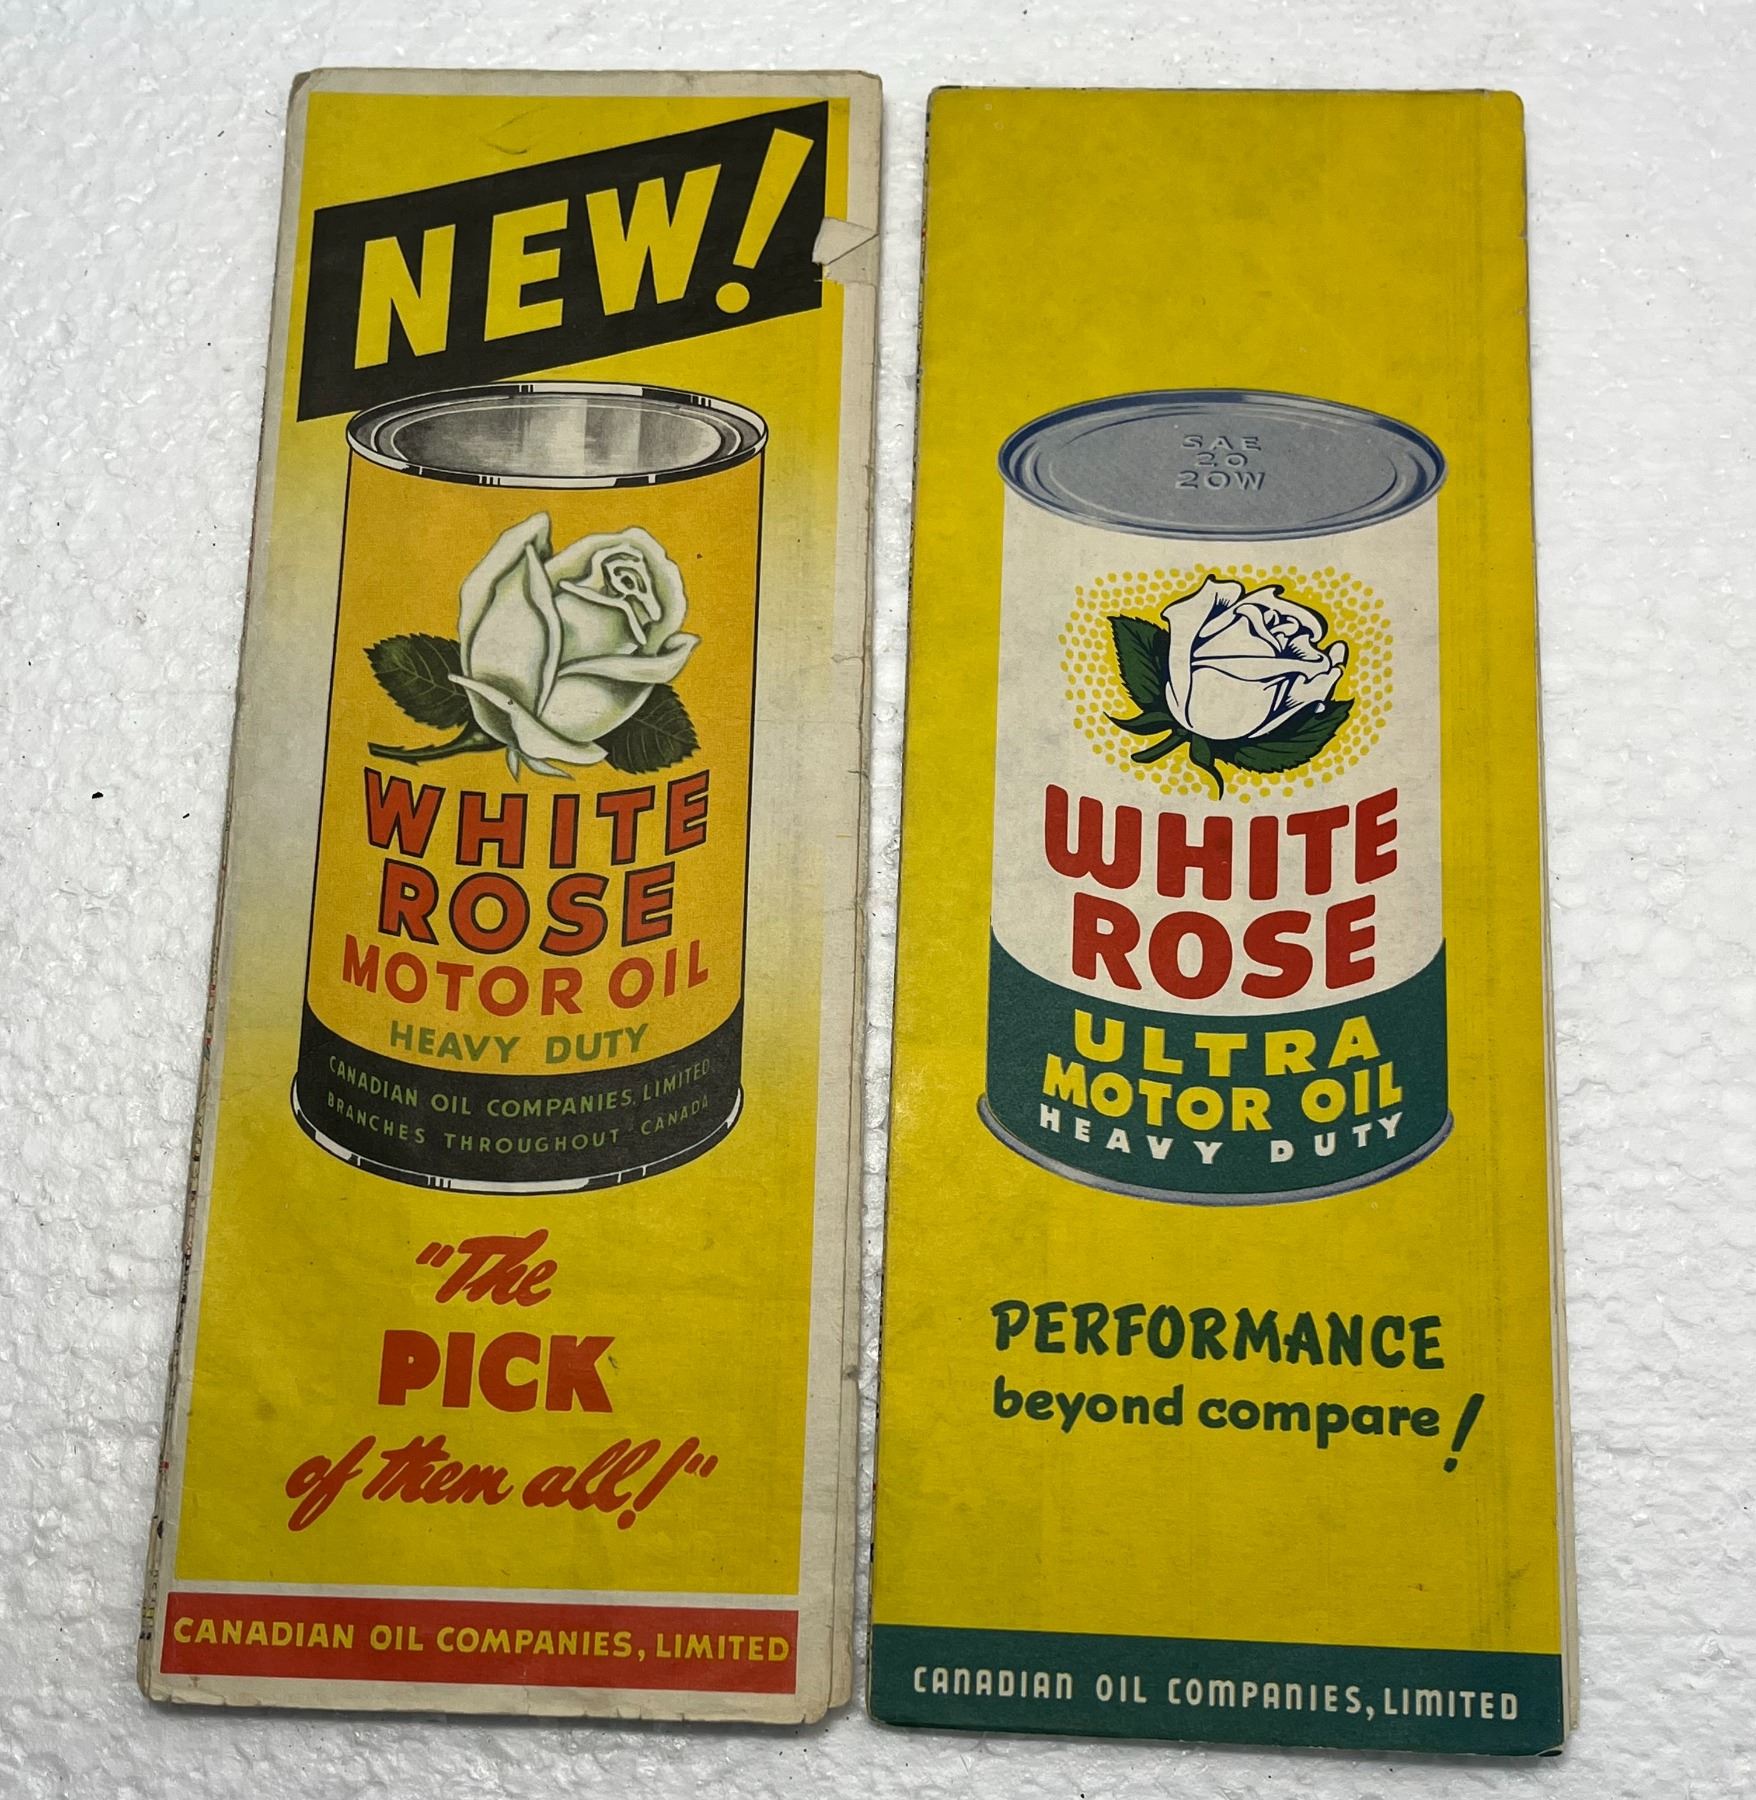 NEW!
WHITE
ROSE
MOTOR OIL
HEAVY DUTY
CANADIAN OIL COMPANIES, LIMITED
BRANCHES THROUGHOUT CANADA
"The
PICK
of them all!"
CANADIAN OIL COMPANIES, LIMITED
SAE
20
20W
WHITE
ROSE
ULTRA
MOTOR OIL
HEAVY DUTY
PERFORMANCE
beyond compare!
CANADIAN OIL COMPANIES, LIMITED